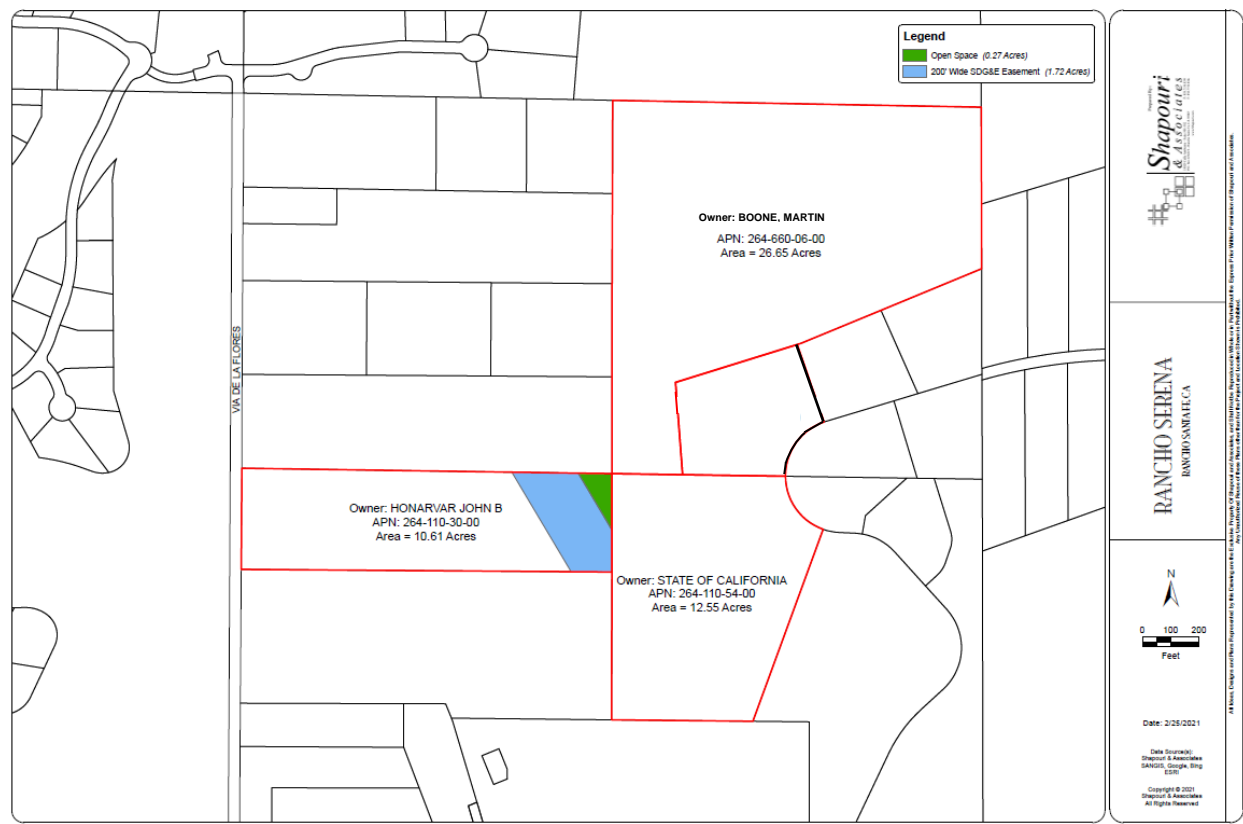 Legend
Open Space (0.27 Acres)
200' Wide SDG&E Easement (1.72 Acres)
Owner: BOONE, MARTIN
APN: 264-660-06-00
Area = 26.65 Acres
VIA DE LA FLORES
Owner: HONARVAR JOHN B
APN: 264-110-30-00
Area = 10.61 Acres
Owner: STATE OF CALIFORNIA
APN: 264-110-54-00
Area = 12.55 Acres
Prepared By:
Shapouri
& Associates
RANCHO SERENA
RANCHO SANTA FE, CA
N
0 100 200
Feet
Date: 2/25/2021
Data Source(s):
Shapouri & Associates
SANGIS, Google, Bing
ESRI
Copyright © 2021
Shapouri & Associates
All Rights Reserved